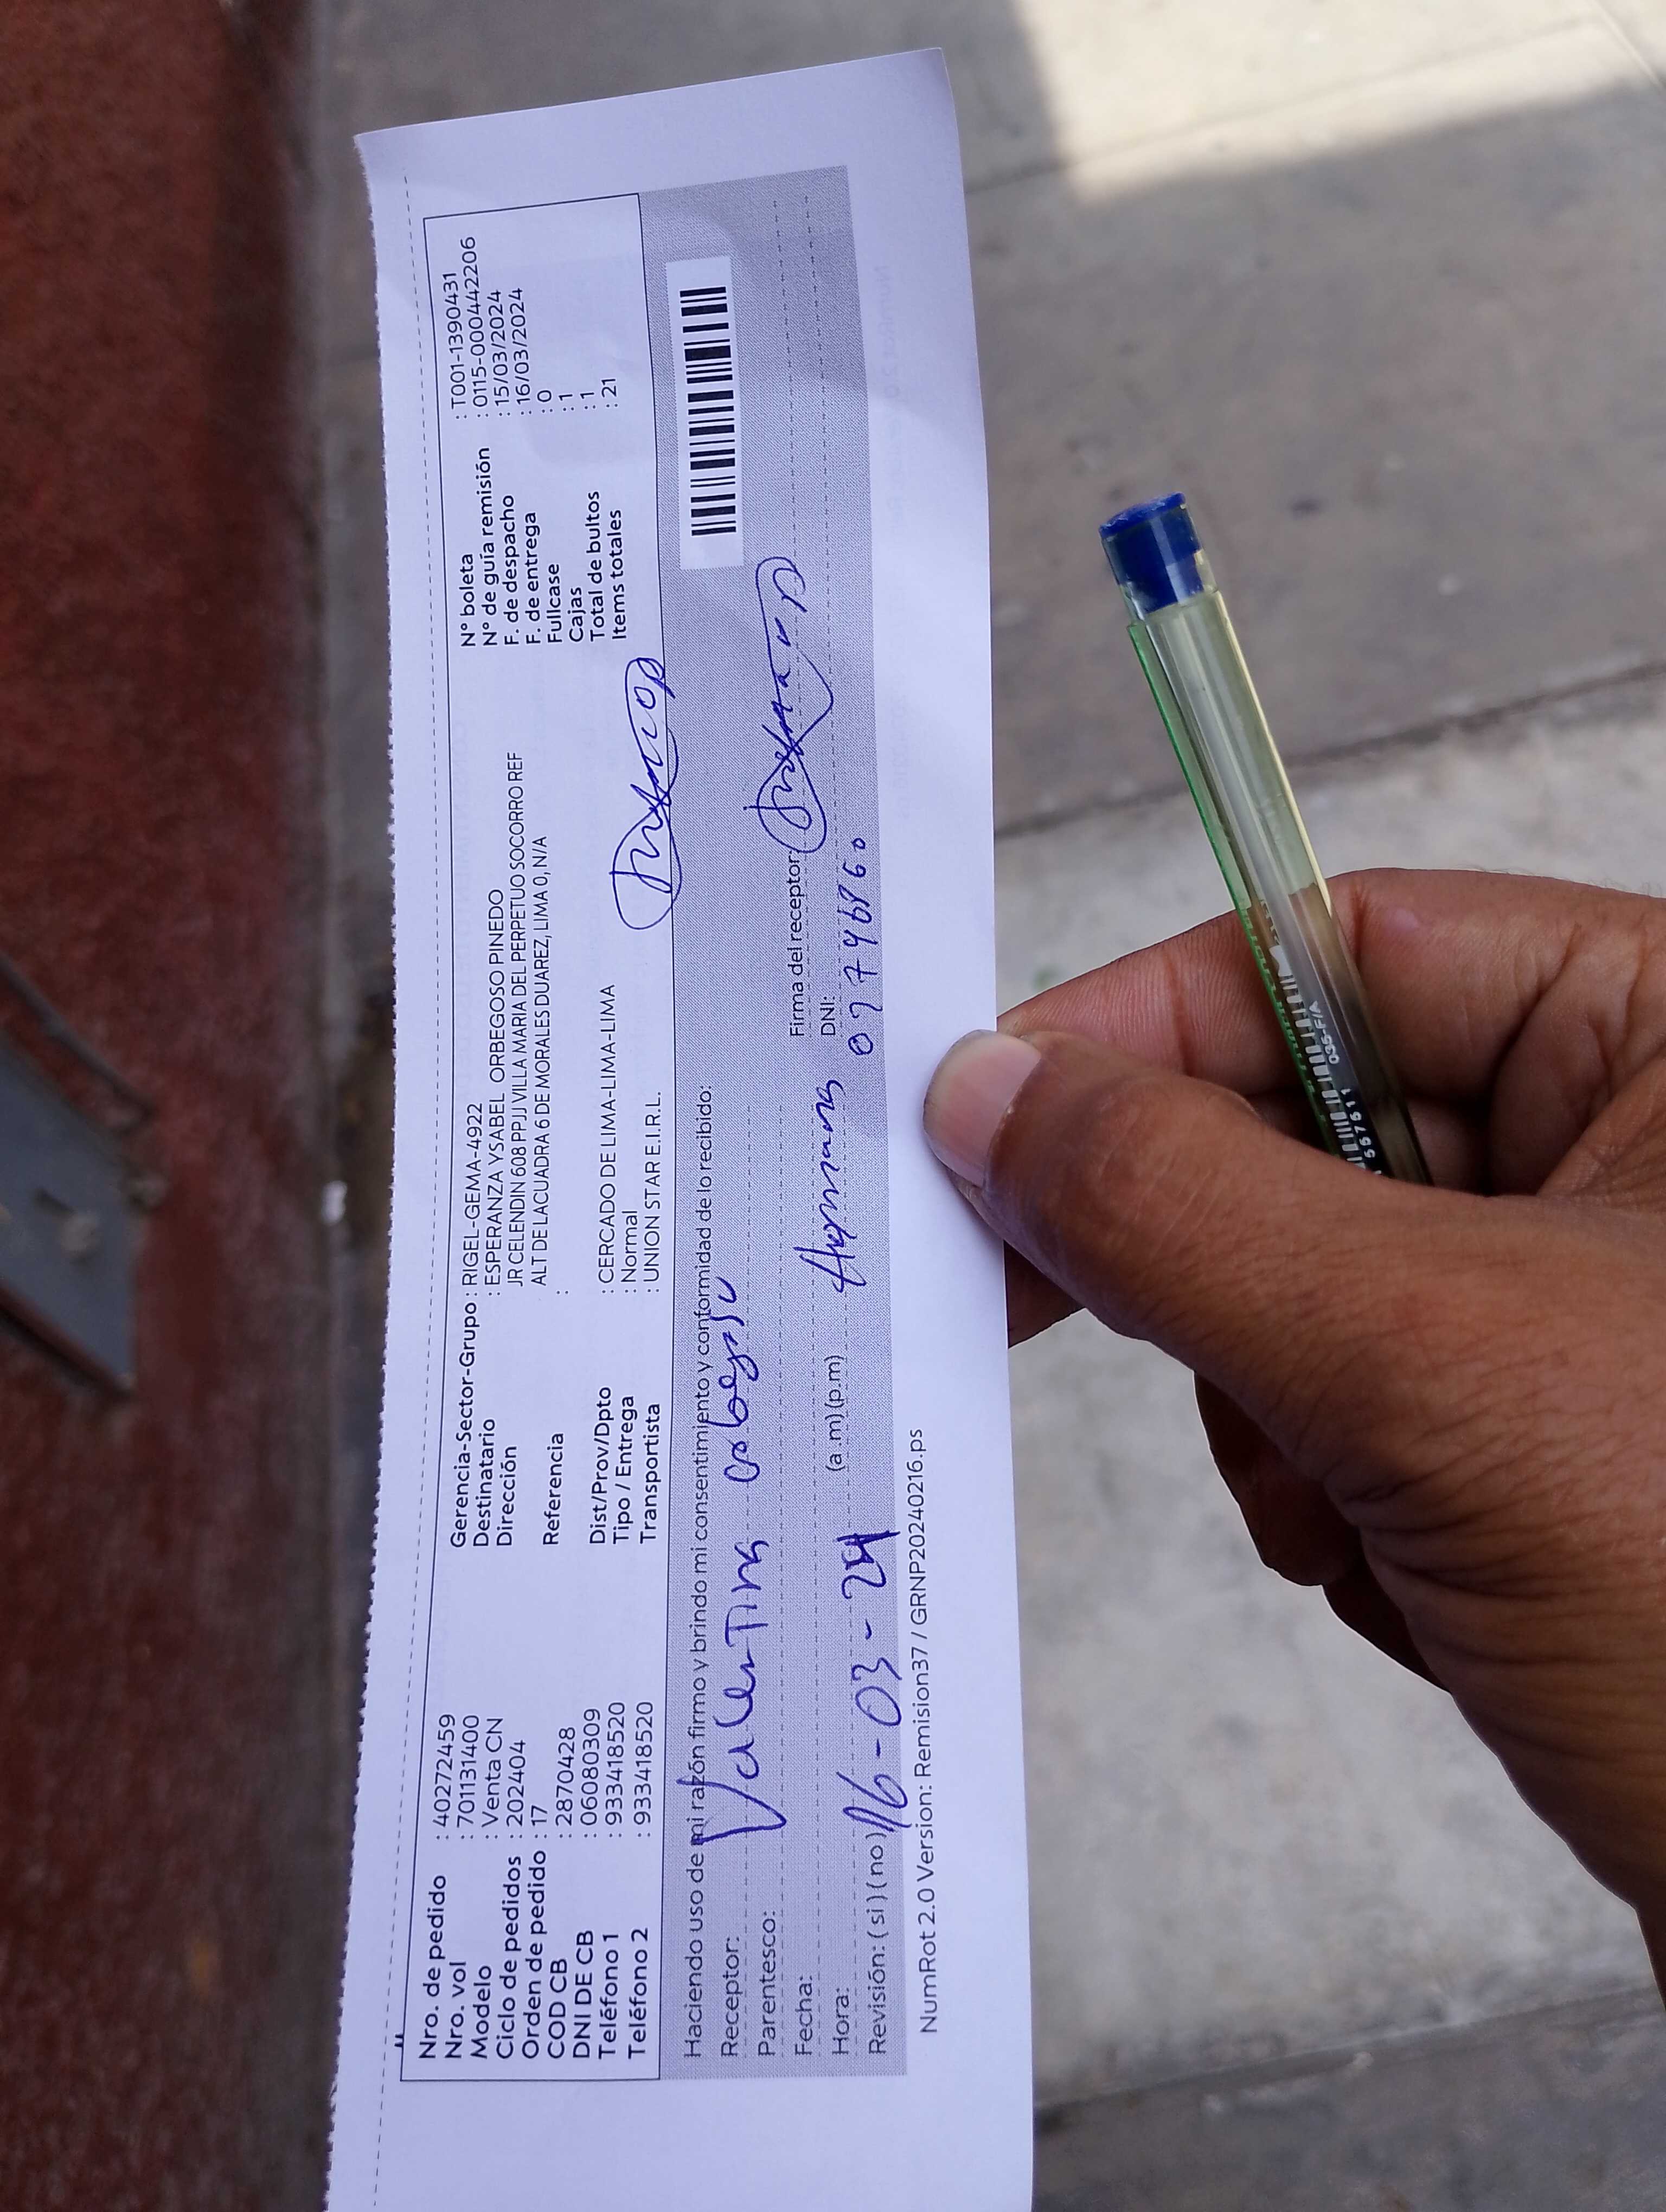 Nro. de pedido : 40272459
Nro. vol : 701131400
Modelo : Venta CN
Ciclo de pedidos : 202404
Orden de pedido : 17
COD CB : 2870428
DNI DE CB : 06080309
Teléfono 1 : 933418520
Teléfono 2 : 933418520
Gerencia-Sector-Grupo : RIGEL-GEMA-4922
Destinatario : ESPERANZA YSABEL ORBEGOSO PINEDO
Dirección JR CELENDIN 608 PPJJ VILLA MARIA DEL PERPETUO SOCORRO REF
ALT DE LACUADRA 6 DE MORALES DUAREZ, LIMA 0, N/A
Referencia :
Dist/Prov/Dpto : CERCADO DE LIMA-LIMA-LIMA
Tipo / Entrega : Normal
Transportista : UNION STAR E.I.R.L.
N° boleta : T001-1390431
N° de guía remisión : 0115-000442206
F. de despacho : 15/03/2024
F. de entrega : 16/03/2024
Fullcase : 0
Cajas : 1
Total de bultos : 1
Items totales : 21
Haciendo uso de mi razón firmo y brindo mi consentimiento y conformidad de lo recibido:
Receptor: Valentina
Parentesco:
Fecha:
Firma del receptor:
Hora: (a.m) (p.m) Hermana DNI:
Revisión: (si) (no) 16-03-24
NumRot 2.0 Version: Remision37 / GRNP20240216.ps